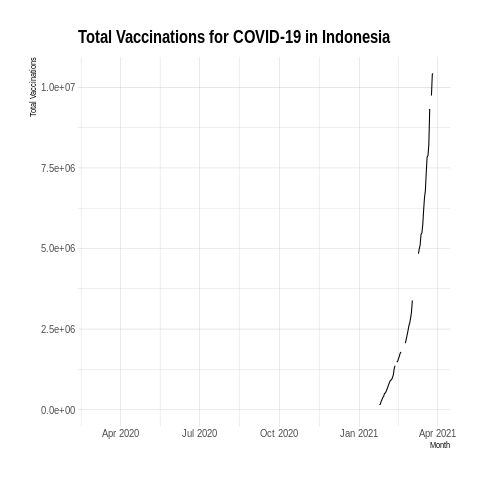 Total Vaccinations for COVID-19 in Indonesia
Total Vaccinations
1.0e+07
7.5e+06
5.0e+06
2.5e+06
0.0e+00
Apr 2020
Jul 2020
Oct 2020
Jan 2021
Apr 2021
Month